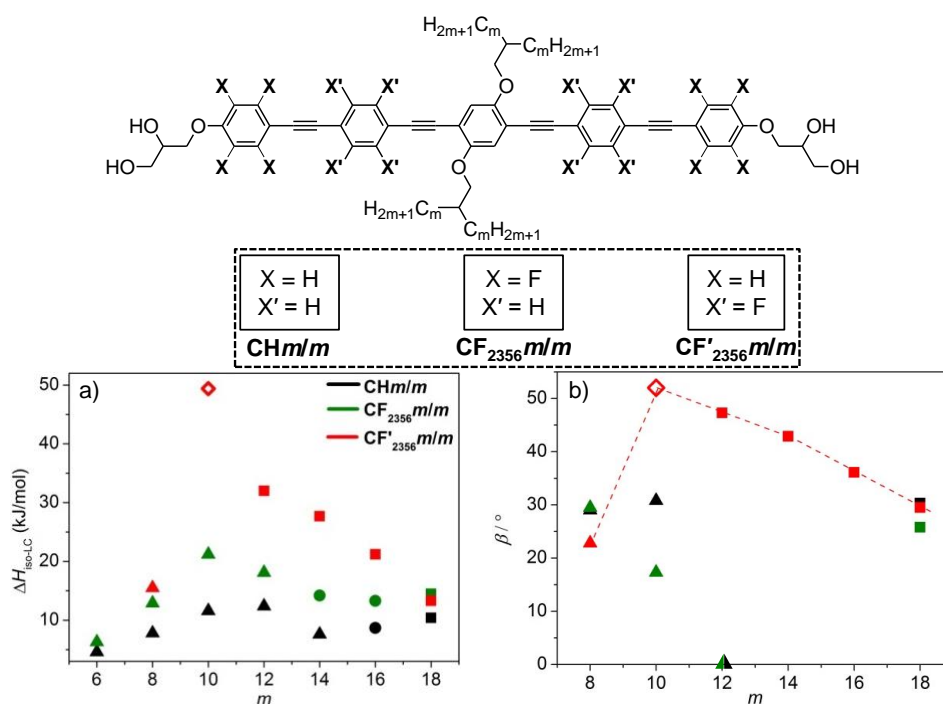 H₂ₘ₊₁Cₘ
CₘH₂ₘ₊₁
O
X X X' X' X' X' X X
HO O O OH
HO X X X' X' X' X' X X OH
O
H₂ₘ₊₁Cₘ
CₘH₂ₘ₊₁
X = H X = F X = H
X' = H X' = H X' = F
CHm/m CF₂₃₅₆m/m CF'₂₃₅₆m/m
a)
CHm/m
CF₂₃₅₆m/m
CF'₂₃₅₆m/m
ΔH_Iso-LC (kJ/mol)
50
40
30
20
10
6 8 10 12 14 16 18
m
b)
β / °
50
40
30
20
10
0
8 10 12 14 16 18
m